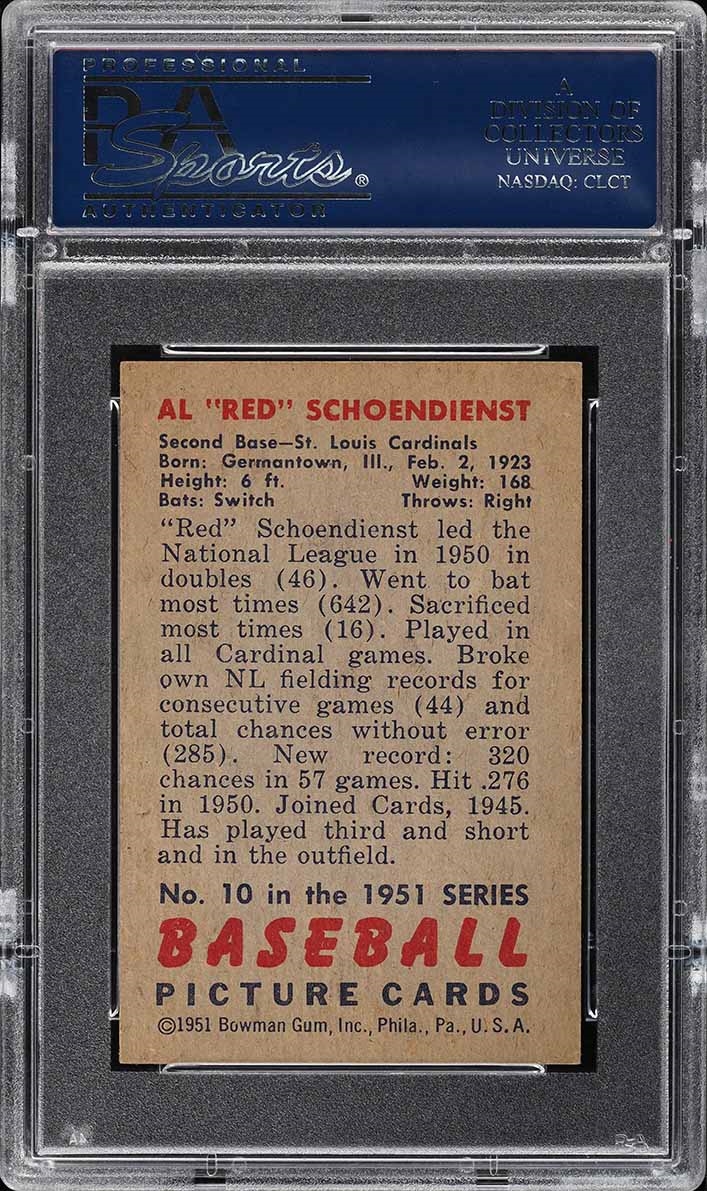 PROFESSIONAL
PSA
Sports®
AUTHENTICATOR
A
DIVISION OF
COLLECTORS
UNIVERSE
NASDAQ: CLCT
AL "RED" SCHOENDIENST
Second Base—St. Louis Cardinals
Born: Germantown, Ill., Feb. 2, 1923
Height: 6 ft. Weight: 168
Bats: Switch Throws: Right
"Red" Schoendienst led the
National League in 1950 in
doubles (46). Went to bat
most times (642). Sacrificed
most times (16). Played in
all Cardinal games. Broke
own NL fielding records for
consecutive games (44) and
total chances without error
(285). New record: 320
chances in 57 games. Hit .276
in 1950. Joined Cards, 1945.
Has played third and short
and in the outfield.
No. 10 in the 1951 SERIES
BASEBALL
PICTURE CARDS
©1951 Bowman Gum, Inc., Phila., Pa., U.S.A.
PSA